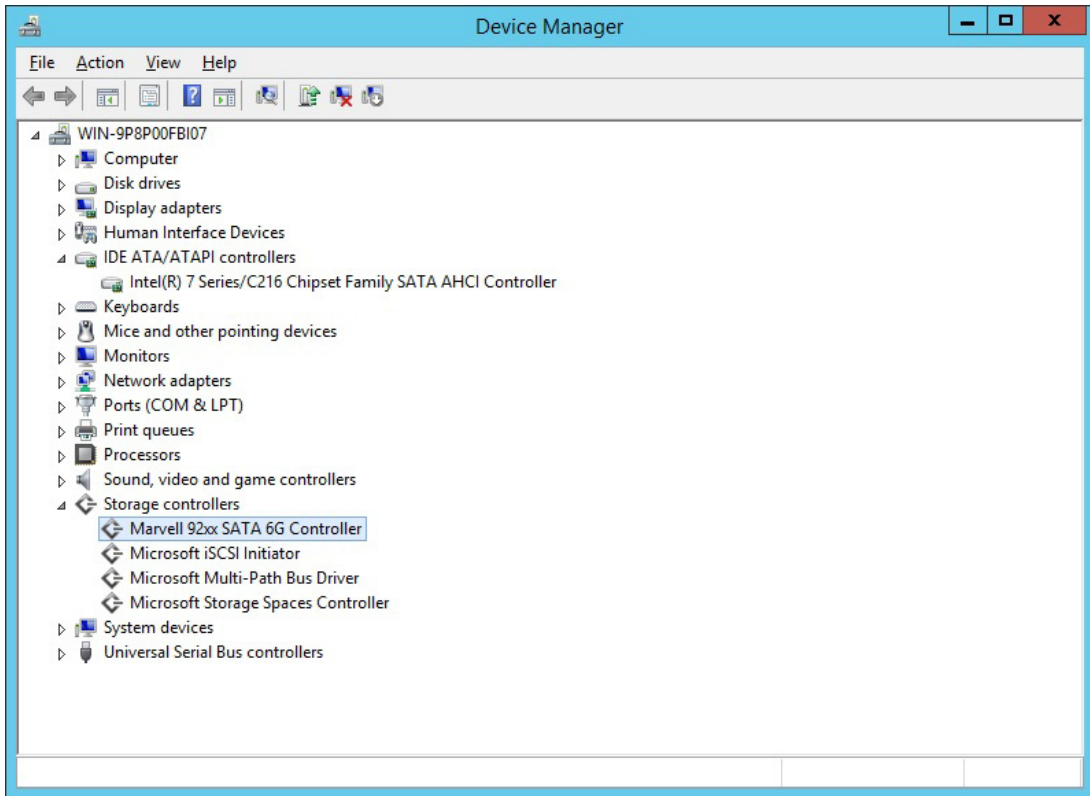 Device Manager
File Action View Help
WIN-9P8P00FBI07
Computer
Disk drives
Display adapters
Human Interface Devices
IDE ATA/ATAPI controllers
Intel(R) 7 Series/C216 Chipset Family SATA AHCI Controller
Keyboards
Mice and other pointing devices
Monitors
Network adapters
Ports (COM & LPT)
Print queues
Processors
Sound, video and game controllers
Storage controllers
Marvell 92xx SATA 6G Controller
Microsoft iSCSI Initiator
Microsoft Multi-Path Bus Driver
Microsoft Storage Spaces Controller
System devices
Universal Serial Bus controllers